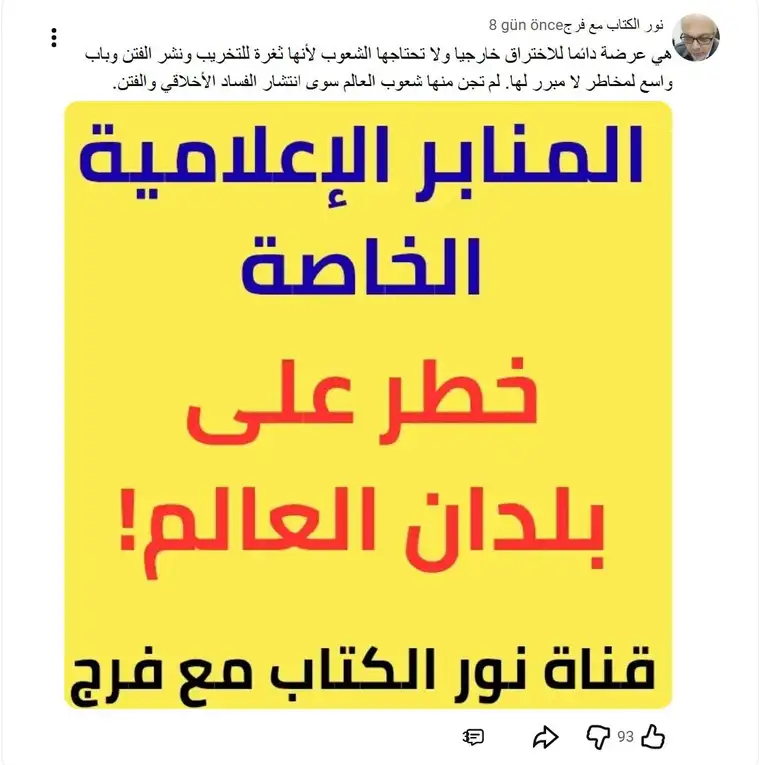 نور الكتاب مع فرج 8 gün önce
هي عرضة دائما للاختراق خارجيا ولا تحتاجها الشعوب لأنها ثغرة للتخريب ونشر الفتن وباب
واسع لمخاطر لا مبرر لها. لم تجن منها شعوب العالم سوى انتشار الفساد الأخلاقي والفتن.
المنابر الإعلامية
الخاصة
خطر على
بلدان العالم!
قناة نور الكتاب مع فرج
93
3